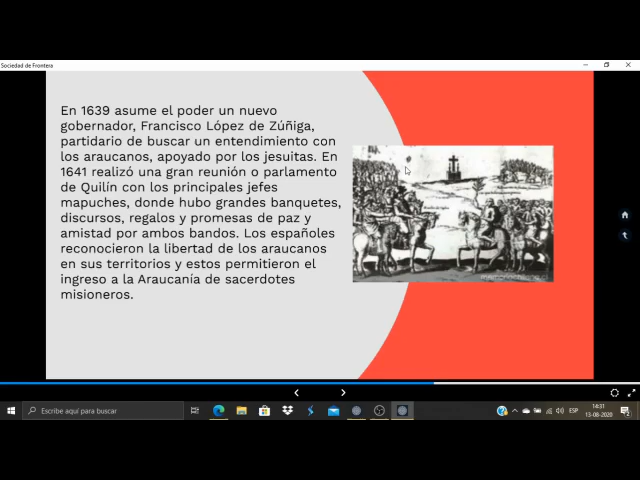 Sociedad de Frontera
En 1639 asume el poder un nuevo
gobernador, Francisco López de Zúñiga,
partidario de buscar un entendimiento con
los araucanos, apoyado por los jesuitas. En
1641 realizó una gran reunión o parlamento
de Quilín con los principales jefes
mapuches, donde hubo grandes banquetes,
discursos, regalos y promesas de paz y
amistad por ambos bandos. Los españoles
reconocieron la libertad de los araucanos
en sus territorios y estos permitieron el
ingreso a la Araucanía de sacerdotes
misioneros.
Escribe aquí para buscar
ESP
14:31
13-08-2020